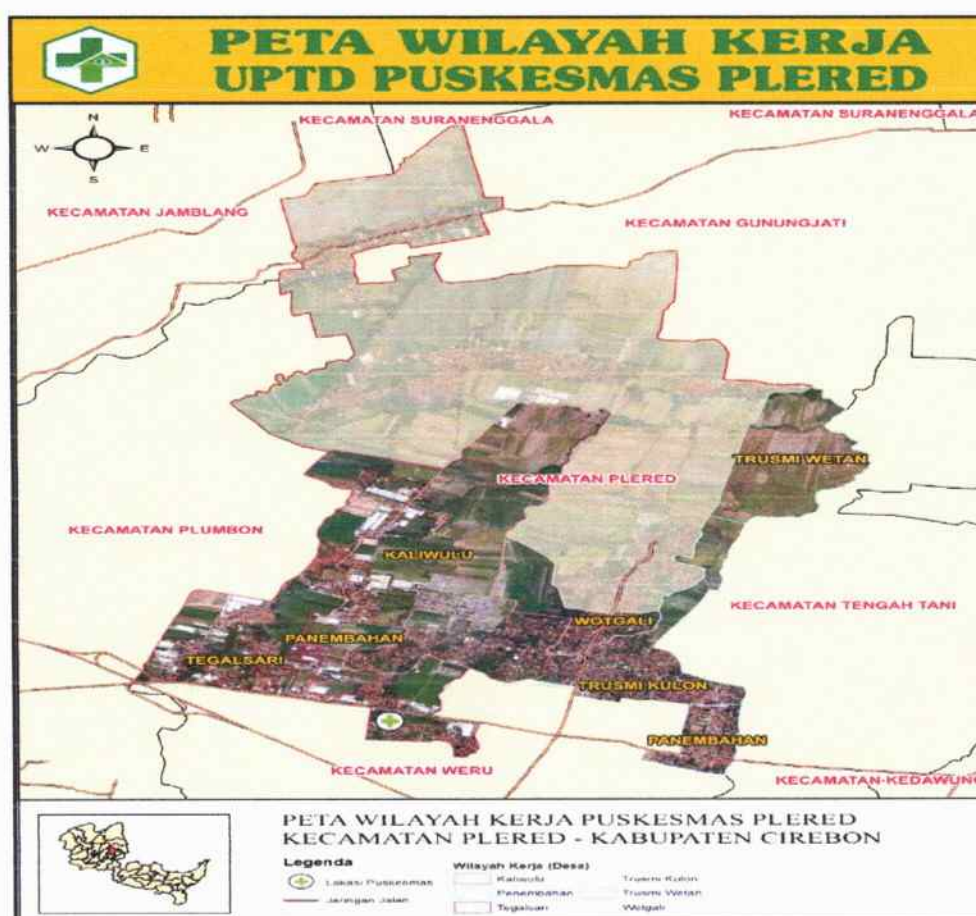 PETA WILAYAH KERJA
UPTD PUSKESMAS PLERED
N
W E
S
KECAMATAN SURANENGGALA
KECAMATAN SURANENGGALA
KECAMATAN JAMBLANG
KECAMATAN GUNUNGJATI
TRUSMI WETAN
KECAMATAN PLERED
KECAMATAN PLUMBON
KALIWULU
KECAMATAN TENGAH TANI
WOTGALI
PANEMBAHAN
TEGALSARI
TRUSMI KULON
PANEMBAHAN
KECAMATAN WERU
KECAMATAN-KEDAWUNG
PETA WILAYAH KERJA PUSKESMAS PLERED
KECAMATAN PLERED - KABUPATEN CIREBON
Legenda
Lokasi Puskesmas
Jaringan Jalan
Wilayah Kerja (Desa)
Kaliwulu
Penembahan
Tegalsari
Trusmi Kulon
Trusmi Wetan
Wotgali